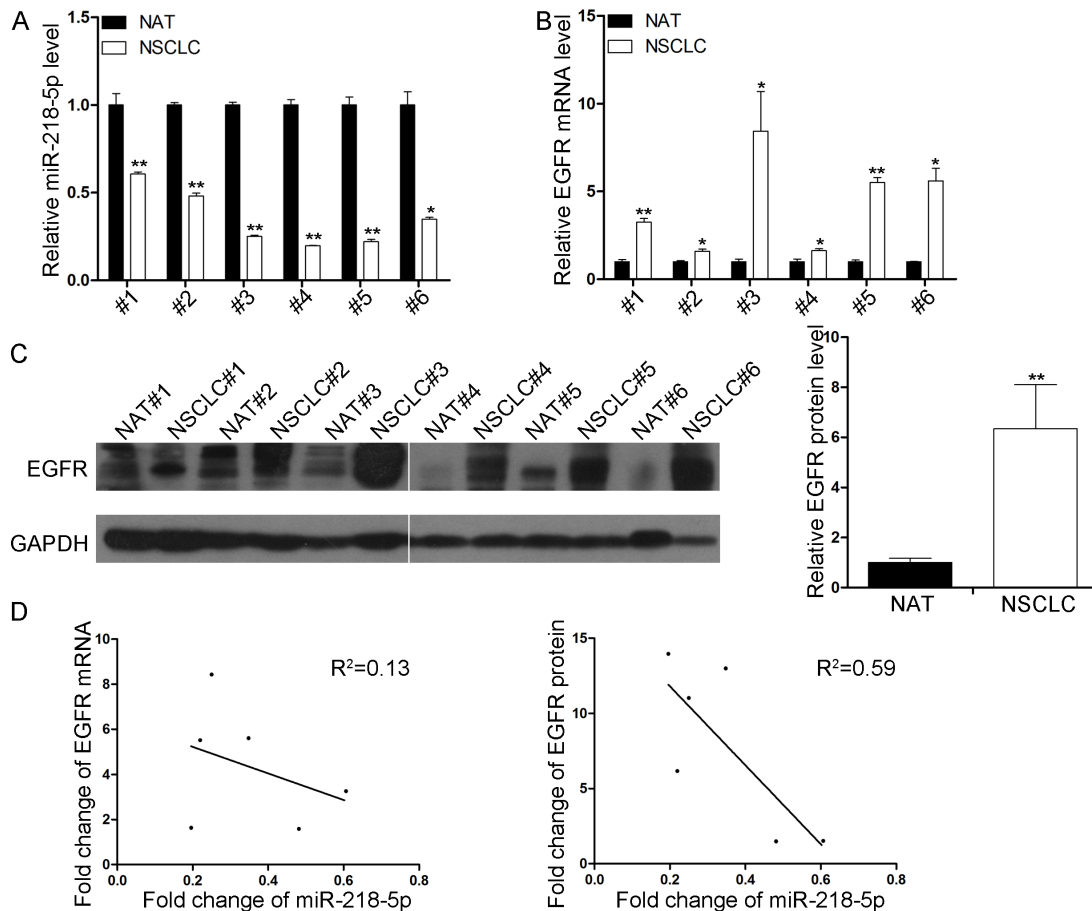 A
Relative miR-218-5p level
1.5
1.0
0.5
0.0
NAT
NSCLC
** ** ** ** ** *
#1 #2 #3 #4 #5 #6
B
Relative EGFR mRNA level
15
10
5
0
NAT
NSCLC
** * * * ** *
#1 #2 #3 #4 #5 #6
C
NAT#1 NSCLC#1 NAT#2 NSCLC#2 NAT#3 NSCLC#3 NAT#4 NSCLC#4 NAT#5 NSCLC#5 NAT#6 NSCLC#6
EGFR
GAPDH
Relative EGFR protein level
10
8
6
4
2
0
**
NAT NSCLC
D
Fold change of EGFR mRNA
10
8
6
4
2
0
R²=0.13
0.0 0.2 0.4 0.6 0.8
Fold change of miR-218-5p
Fold change of EGFR protein
15
10
5
0
R²=0.59
0.0 0.2 0.4 0.6 0.8
Fold change of miR-218-5p